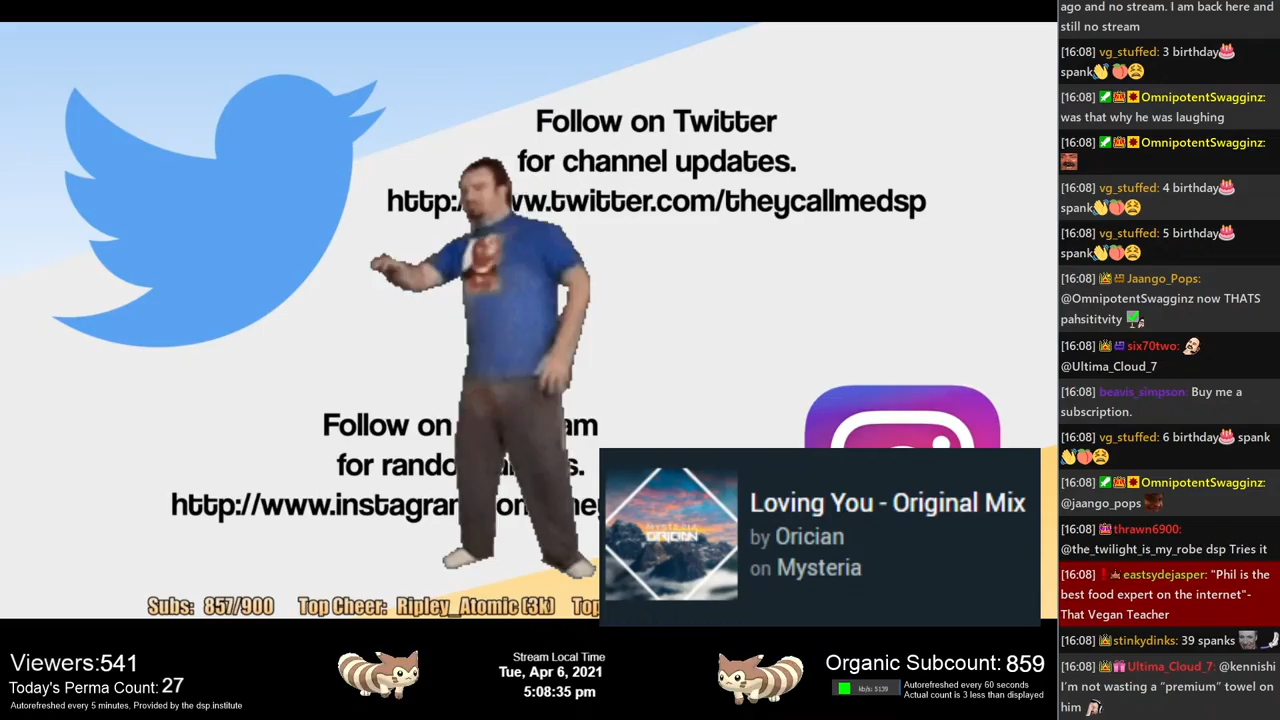 Follow on Twitter
for channel updates.
http:/ w.twitter.com/theycallmedsp
Follow on am
for rando s.
http://www.instagram
MYSTERIA
ORICIAN
Loving You - Original Mix
by Orician
on Mysteria
Subs: 857/900 Top Cheer: Ripley_Atomic (3k) Top
Viewers:541
Today's Perma Count: 27
Autorefreshed every 5 minutes. Provided by the dsp.institute
Stream Local Time
Tue, Apr 6, 2021
5:08:35 pm
Organic Subcount: 859
kb/s: 5139
Autorefreshed every 60 seconds
Actual count is 3 less than displayed
ago and no stream. I am back here and
still no stream
[16:08] vg_stuffed: 3 birthday🎂
spank👏🍑😩
[16:08] OmnipotentSwagginz:
was that why he was laughing
[16:08] OmnipotentSwagginz:
[16:08] vg_stuffed: 4 birthday🎂
spank👏🍑😩
[16:08] vg_stuffed: 5 birthday🎂
spank👏🍑😩
[16:08] Jaango_Pops:
@OmnipotentSwagginz now THATS
pahsititvity
[16:08] six70two:
@Ultima_Cloud_7
[16:08] beavis_simpson: Buy me a
subscription.
[16:08] vg_stuffed: 6 birthday🎂 spank
👏🍑😩
[16:08] OmnipotentSwagginz:
@jaango_pops
[16:08] thrawn6900:
@the_twilight_is_my_robe dsp Tries it
[16:08] eastsydejasper: "Phil is the
best food expert on the internet"-
That Vegan Teacher
[16:08] stinkydinks: 39 spanks
[16:08] Ultima_Cloud_7: @kennishi
I'm not wasting a "premium" towel on
him